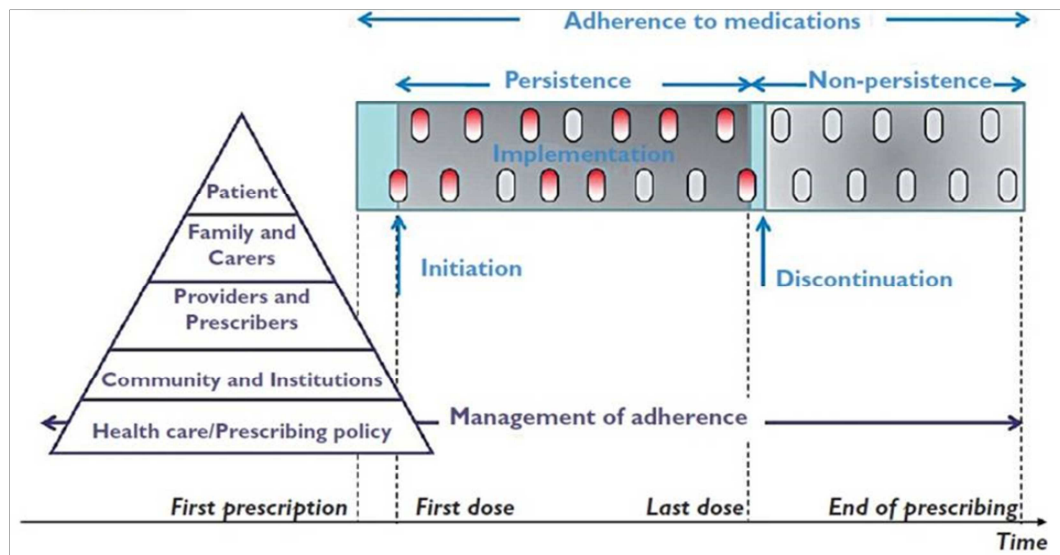 Adherence to medications
Persistence
Non-persistence
Implementation
Patient
Family and
Carers
Providers and
Prescribers
Community and Institutions
Health care/Prescribing policy
Initiation
Discontinuation
Management of adherence
First prescription
First dose
Last dose
End of prescribing
Time